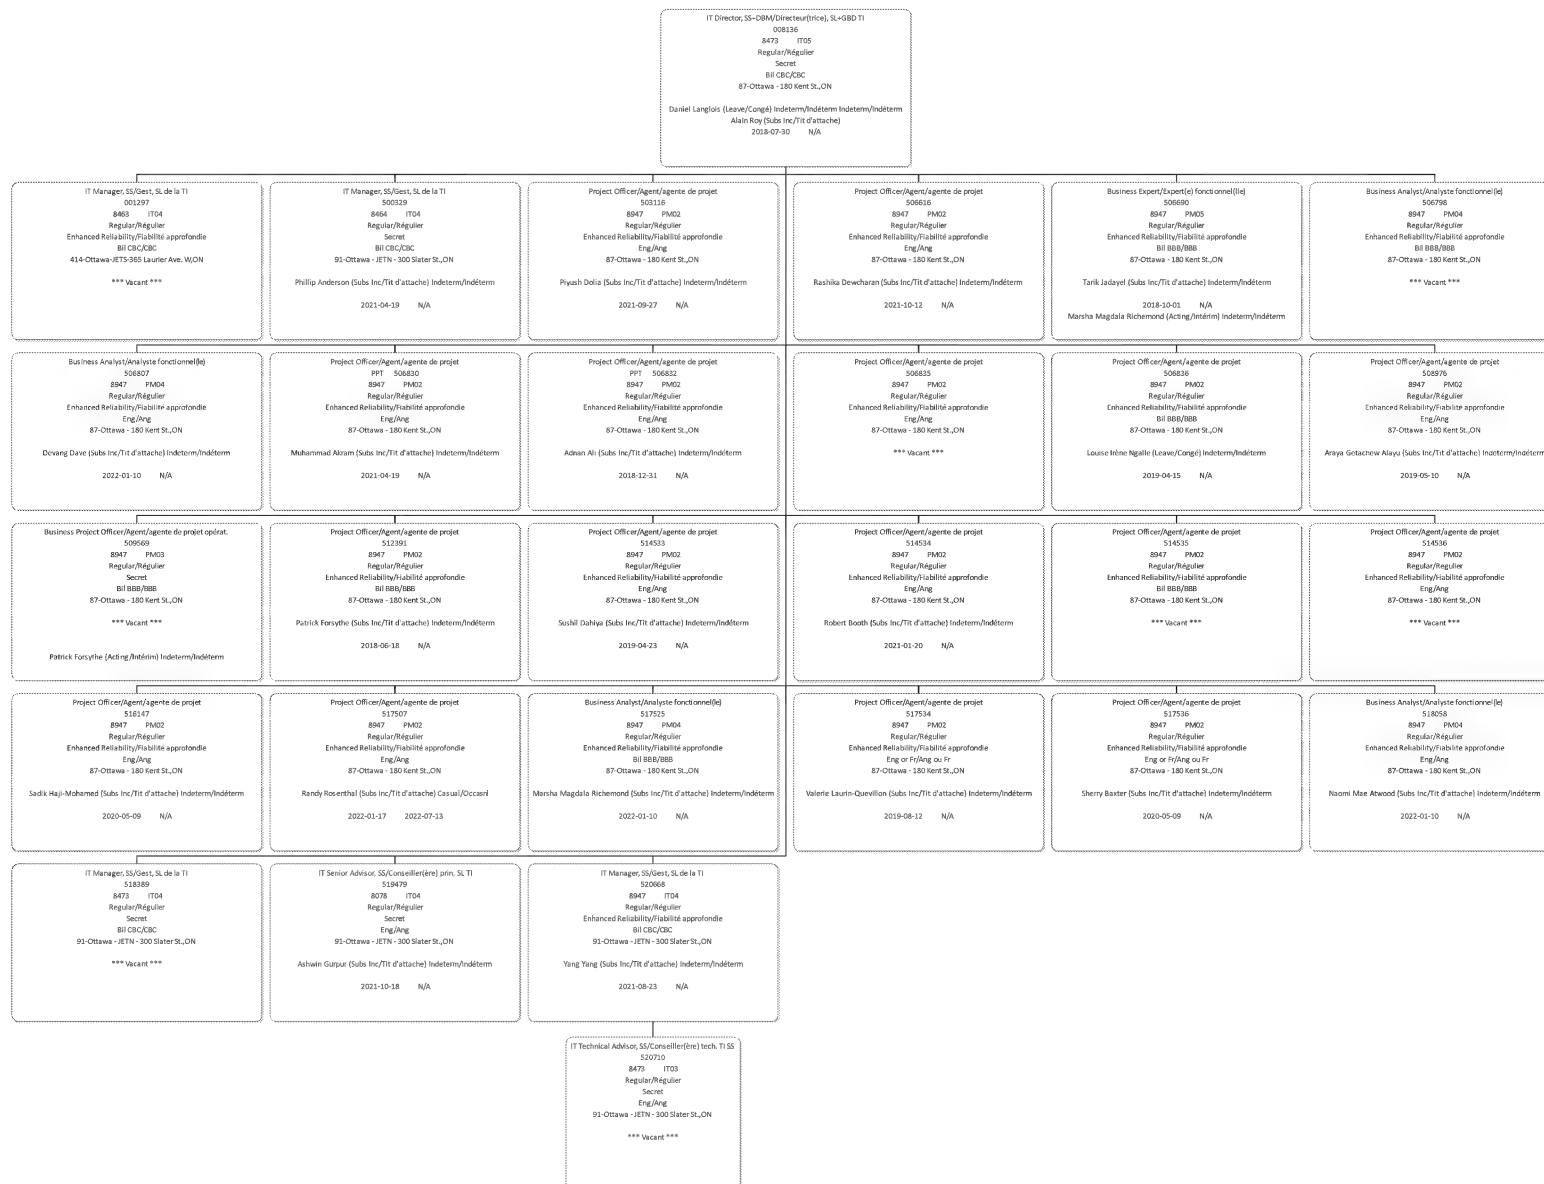 IT Director, SS+DBM/Directeur(trice), SL+GBD TI
008136
8473 IT05
Regular/Régulier
Secret
Bil CBC/CBC
87-Ottawa - 180 Kent St.,ON
Daniel Langlois (Leave/Congé) Indeterm/Indéterm Indeterm/Indéterm
Alain Roy (Subs Inc/Tit d'attache)
2018-07-30 N/A
IT Manager, SS/Gest, SL de la TI
001297
8463 IT04
Regular/Régulier
Enhanced Reliability/Fiabilité approfondie
Bil CBC/CBC
414-Ottawa-JETS-365 Laurier Ave. W,ON
*** Vacant ***
IT Manager, SS/Gest, SL de la TI
500329
8464 IT04
Regular/Régulier
Secret
Bil CBC/CBC
91-Ottawa - JETN - 300 Slater St.,ON
Phillip Anderson (Subs Inc/Tit d'attache) Indeterm/Indéterm
2021-04-19 N/A
Project Officer/Agent/agente de projet
503116
8947 PM02
Regular/Régulier
Enhanced Reliability/Fiabilité approfondie
Eng/Ang
87-Ottawa - 180 Kent St.,ON
Piyush Dolia (Subs Inc/Tit d'attache) Indeterm/Indéterm
2021-09-27 N/A
Project Officer/Agent/agente de projet
506616
8947 PM02
Regular/Régulier
Enhanced Reliability/Fiabilité approfondie
Eng/Ang
87-Ottawa - 180 Kent St.,ON
Rashika Dewcharan (Subs Inc/Tit d'attache) Indeterm/Indéterm
2021-10-12 N/A
Business Expert/Expert(e) fonctionnel(lle)
506690
8947 PM05
Regular/Régulier
Enhanced Reliability/Fiabilité approfondie
Bil BBB/BBB
87-Ottawa - 180 Kent St.,ON
Tarik Jadayel (Subs Inc/Tit d'attache) Indeterm/Indéterm
2018-10-01 N/A
Marsha Magdala Richemond (Acting/Intérim) Indeterm/Indéterm
Business Analyst/Analyste fonctionnel(le)
506798
8947 PM04
Regular/Régulier
Enhanced Reliability/Fiabilité approfondie
Bil BBB/BBB
87-Ottawa - 180 Kent St.,ON
*** Vacant ***
Business Analyst/Analyste fonctionnel(le)
506807
8947 PM04
Regular/Régulier
Enhanced Reliability/Fiabilité approfondie
Eng/Ang
87-Ottawa - 180 Kent St.,ON
Devang Dave (Subs Inc/Tit d'attache) Indeterm/Indéterm
2022-01-10 N/A
Project Officer/Agent/agente de projet
PPT 506830
8947 PM02
Regular/Régulier
Enhanced Reliability/Fiabilité approfondie
Eng/Ang
87-Ottawa - 180 Kent St.,ON
Muhammad Akram (Subs Inc/Tit d'attache) Indeterm/Indéterm
2021-04-19 N/A
Project Officer/Agent/agente de projet
PPT 506832
8947 PM02
Regular/Régulier
Enhanced Reliability/Fiabilité approfondie
Eng/Ang
87-Ottawa - 180 Kent St.,ON
Adnan Ali (Subs Inc/Tit d'attache) Indeterm/Indéterm
2018-12-31 N/A
Project Officer/Agent/agente de projet
506835
8947 PM02
Regular/Régulier
Enhanced Reliability/Fiabilité approfondie
Eng/Ang
87-Ottawa - 180 Kent St.,ON
*** Vacant ***
Project Officer/Agent/agente de projet
506836
8947 PM02
Regular/Régulier
Enhanced Reliability/Fiabilité approfondie
Bil BBB/BBB
87-Ottawa - 180 Kent St.,ON
Louise Irène Ngalle (Leave/Congé) Indeterm/Indéterm
2019-04-15 N/A
Project Officer/Agent/agente de projet
508976
8947 PM02
Regular/Régulier
Enhanced Reliability/Fiabilité approfondie
Eng/Ang
87-Ottawa - 180 Kent St.,ON
Araya Getachew Alayu (Subs Inc/Tit d'attache) Indeterm/Indéterm
2019-05-10 N/A
Business Project Officer/Agent/agente de projet opérat.
509569
8947 PM03
Regular/Régulier
Secret
Bil BBB/BBB
87-Ottawa - 180 Kent St.,ON
*** Vacant ***
Patrick Forsythe (Acting/Intérim) Indeterm/Indéterm
Project Officer/Agent/agente de projet
512391
8947 PM02
Regular/Régulier
Enhanced Reliability/Fiabilité approfondie
Bil BBB/BBB
87-Ottawa - 180 Kent St.,ON
Patrick Forsythe (Subs Inc/Tit d'attache) Indeterm/Indéterm
2018-06-18 N/A
Project Officer/Agent/agente de projet
514533
8947 PM02
Regular/Régulier
Enhanced Reliability/Fiabilité approfondie
Eng/Ang
87-Ottawa - 180 Kent St.,ON
Sushil Dahiya (Subs Inc/Tit d'attache) Indeterm/Indéterm
2019-04-23 N/A
Project Officer/Agent/agente de projet
514534
8947 PM02
Regular/Régulier
Enhanced Reliability/Fiabilité approfondie
Eng/Ang
87-Ottawa - 180 Kent St.,ON
Robert Booth (Subs Inc/Tit d'attache) Indeterm/Indéterm
2021-01-20 N/A
Project Officer/Agent/agente de projet
514535
8947 PM02
Regular/Régulier
Enhanced Reliability/Fiabilité approfondie
Bil BBB/BBB
87-Ottawa - 180 Kent St.,ON
*** Vacant ***
Project Officer/Agent/agente de projet
514536
8947 PM02
Regular/Régulier
Enhanced Reliability/Fiabilité approfondie
Eng/Ang
87-Ottawa - 180 Kent St.,ON
*** Vacant ***
Project Officer/Agent/agente de projet
516147
8947 PM02
Regular/Régulier
Enhanced Reliability/Fiabilité approfondie
Eng/Ang
87-Ottawa - 180 Kent St.,ON
Sadik Haji-Mohamed (Subs Inc/Tit d'attache) Indeterm/Indéterm
2020-05-09 N/A
Project Officer/Agent/agente de projet
517507
8947 PM02
Regular/Régulier
Enhanced Reliability/Fiabilité approfondie
Eng/Ang
87-Ottawa - 180 Kent St.,ON
Randy Rosenthal (Subs Inc/Tit d'attache) Casual/Occasnl
2022-01-17 2022-07-13
Business Analyst/Analyste fonctionnel(le)
517525
8947 PM04
Regular/Régulier
Enhanced Reliability/Fiabilité approfondie
Bil BBB/BBB
87-Ottawa - 180 Kent St.,ON
Marsha Magdala Richemond (Subs Inc/Tit d'attache) Indeterm/Indéterm
2022-01-10 N/A
Project Officer/Agent/agente de projet
517534
8947 PM02
Regular/Régulier
Enhanced Reliability/Fiabilité approfondie
Eng or Fr/Ang ou Fr
87-Ottawa - 180 Kent St.,ON
Valerie Laurin-Quevillon (Subs Inc/Tit d'attache) Indeterm/Indéterm
2019-08-12 N/A
Project Officer/Agent/agente de projet
517536
8947 PM02
Regular/Régulier
Enhanced Reliability/Fiabilité approfondie
Eng or Fr/Ang ou Fr
87-Ottawa - 180 Kent St.,ON
Sherry Baxter (Subs Inc/Tit d'attache) Indeterm/Indéterm
2020-05-09 N/A
Business Analyst/Analyste fonctionnel(le)
518058
8947 PM04
Regular/Régulier
Enhanced Reliability/Fiabilité approfondie
Eng/Ang
87-Ottawa - 180 Kent St.,ON
Naomi Mae Atwood (Subs Inc/Tit d'attache) Indeterm/Indéterm
2022-01-10 N/A
IT Manager, SS/Gest, SL de la TI
518389
8473 IT04
Regular/Régulier
Secret
Bil CBC/CBC
91-Ottawa - JETN - 300 Slater St.,ON
*** Vacant ***
IT Senior Advisor, SS/Conseiller(ère) prin, SL TI
519479
8078 IT04
Regular/Régulier
Secret
Eng/Ang
91-Ottawa - JETN - 300 Slater St.,ON
Ashwin Gurpur (Subs Inc/Tit d'attache) Indeterm/Indéterm
2021-10-18 N/A
IT Manager, SS/Gest, SL de la TI
520668
8947 IT04
Regular/Régulier
Enhanced Reliability/Fiabilité approfondie
Bil CBC/CBC
91-Ottawa - JETN - 300 Slater St.,ON
Yang Yang (Subs Inc/Tit d'attache) Indeterm/Indéterm
2021-08-23 N/A
IT Technical Advisor, SS/Conseiller(ère) tech. TI SS
520710
8473 IT03
Regular/Régulier
Secret
Eng/Ang
91-Ottawa - JETN - 300 Slater St.,ON
*** Vacant ***